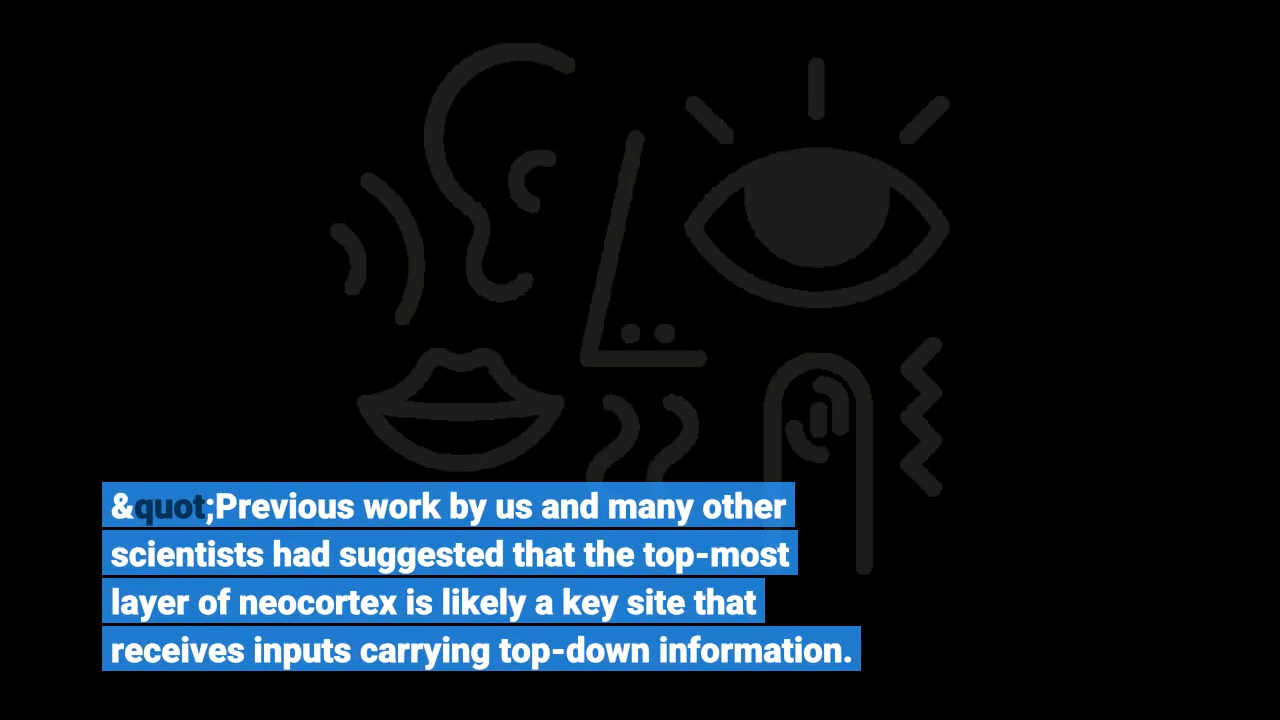 &quot;Previous work by us and many other
scientists had suggested that the top-most
layer of neocortex is likely a key site that
receives inputs carrying top-down information.